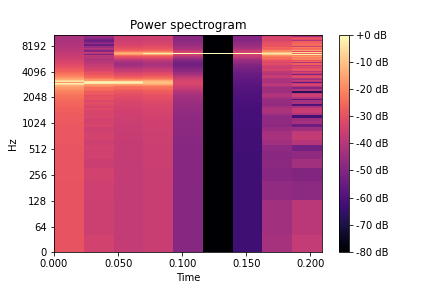 Power spectrogram
Hz
8192
4096
2048
1024
512
256
128
64
0
0.000 0.050 0.100 0.150 0.200
Time
+0 dB
-10 dB
-20 dB
-30 dB
-40 dB
-50 dB
-60 dB
-70 dB
-80 dB